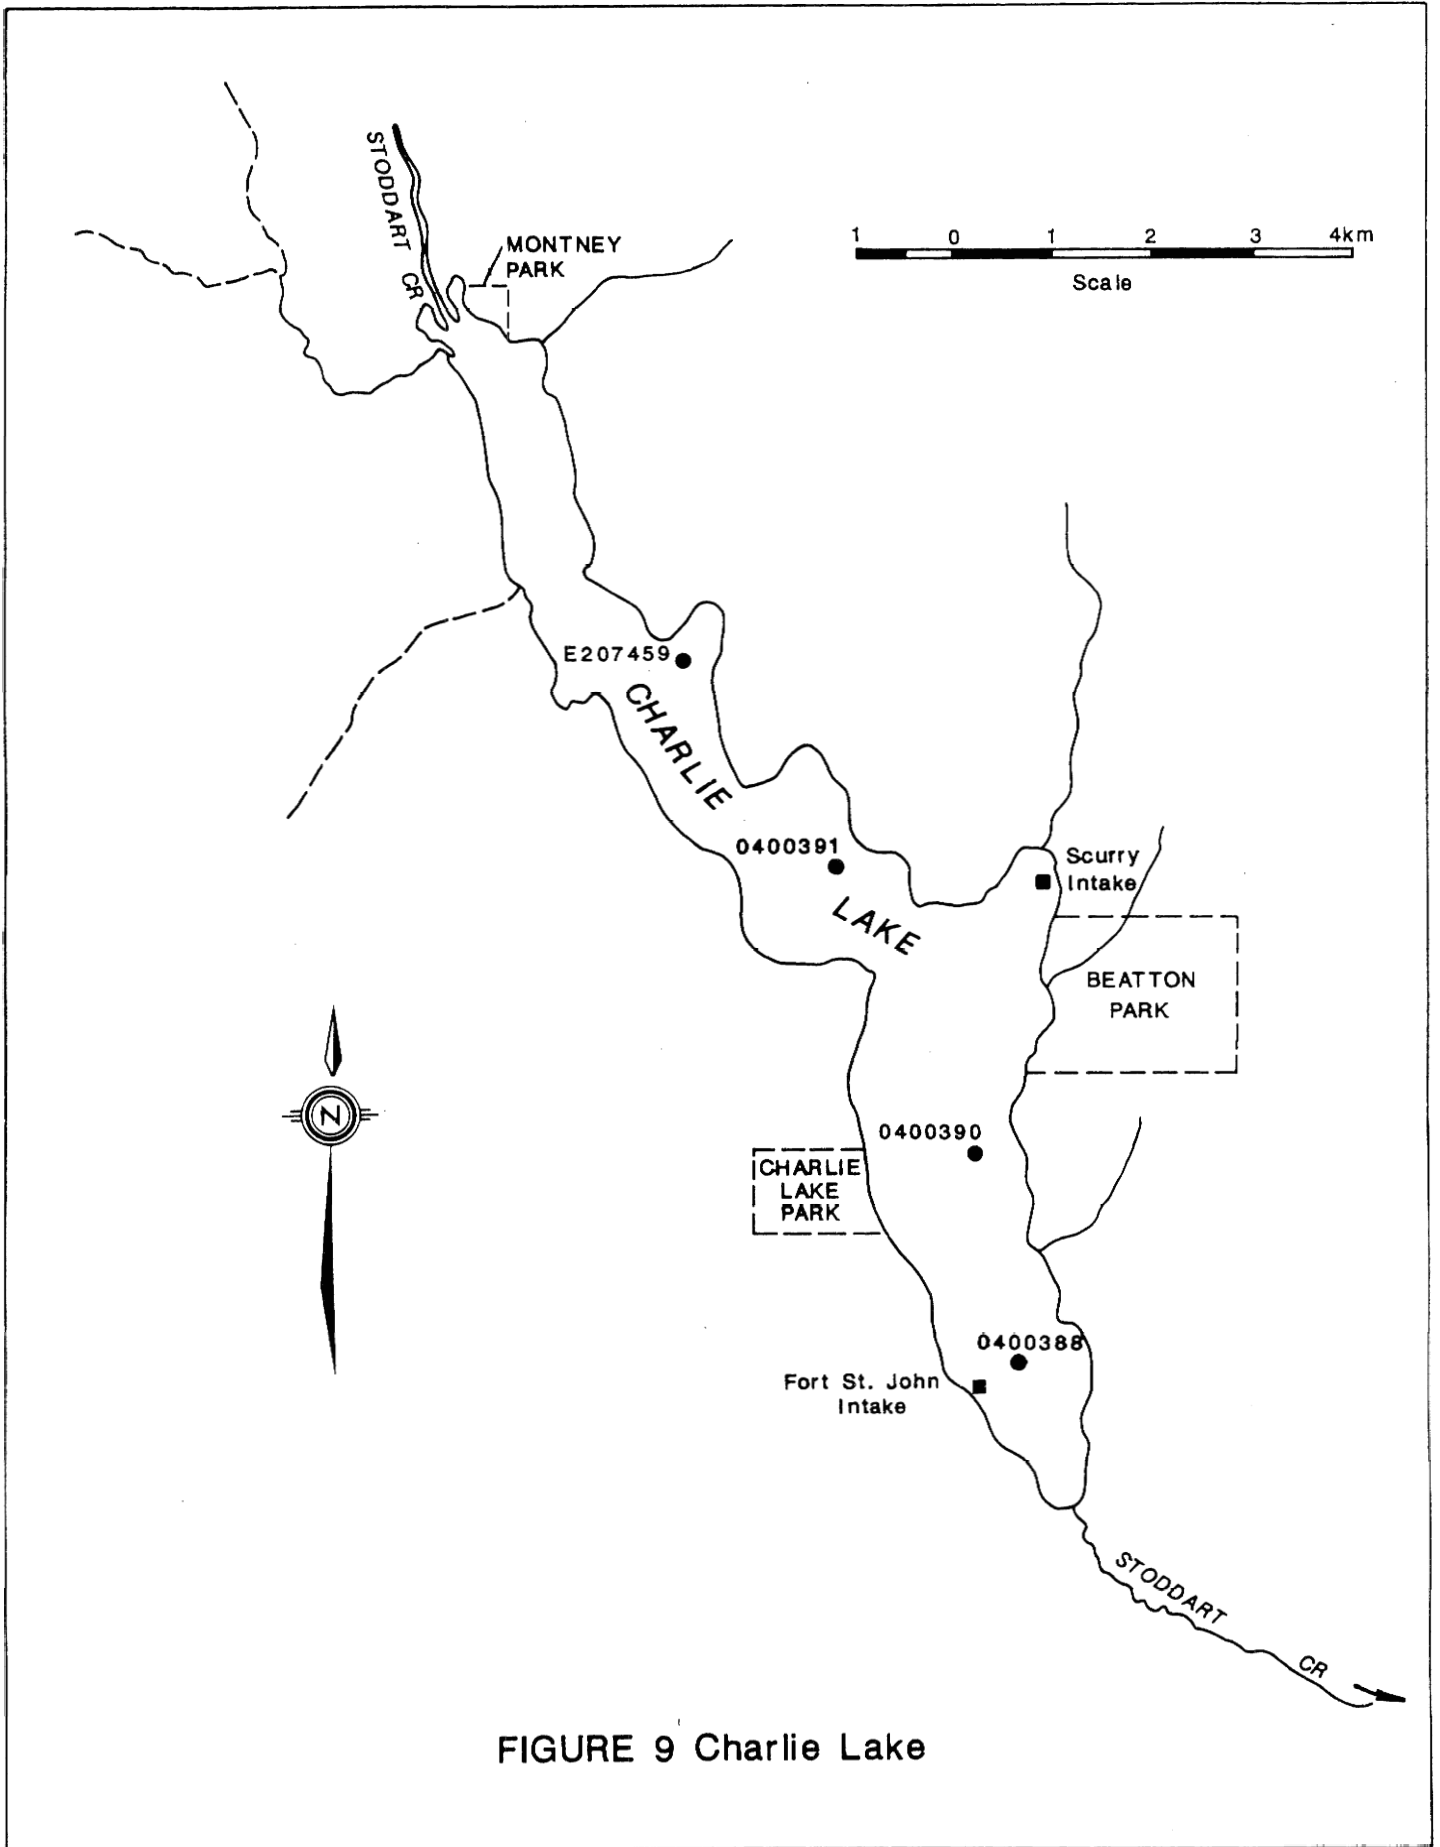 STODDART CR
MONTNEY
PARK
1 0 1 2 3 4km
Scale
E207459
CHARLIE
0400391
LAKE
Scurry
Intake
BEATTON
PARK
N
0400390
CHARLIE
LAKE
PARK
0400388
Fort St. John
Intake
STODDART CR
FIGURE 9 Charlie Lake